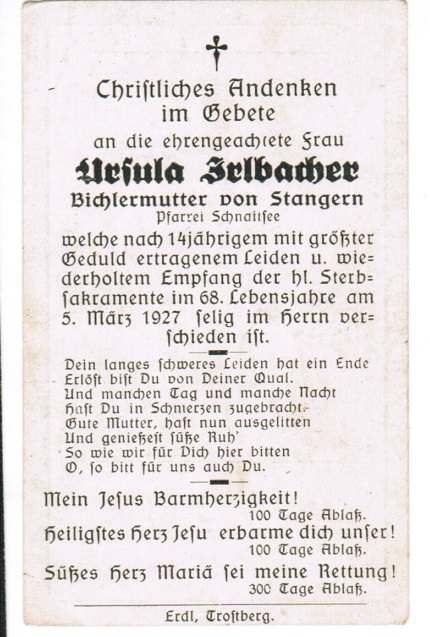 Christliches Andenken
im Gebete
an die ehrengeachtete Frau
Ursula Irlbacher
Bichlermutter von Stangern
Pfarrei Schnaitsee
welche nach 14jährigem mit größter
Geduld ertragenem Leiden u. wie-
derholtem Empfang der hl. Sterb-
sakramente im 68. Lebensjahre am
5. März 1927 selig im Herrn ver-
schieden ist.
Dein langes schweres Leiden hat ein Ende
Erlöst bist Du von Deiner Qual.
Und manchen Tag und manche Nacht
Hast Du in Schmerzen zugebracht.
Gute Mutter, hast nun ausgelitten
Und genießest süße Ruh'
So wie wir für Dich hier bitten
O, so bitt für uns auch Du.
Mein Jesus Barmherzigkeit!
100 Tage Ablaß.
Heiligstes Herz Jesu erbarme dich unser!
100 Tage Ablaß.
Süßes Herz Mariä sei meine Rettung!
300 Tage Ablaß.
Erdl, Trostberg.